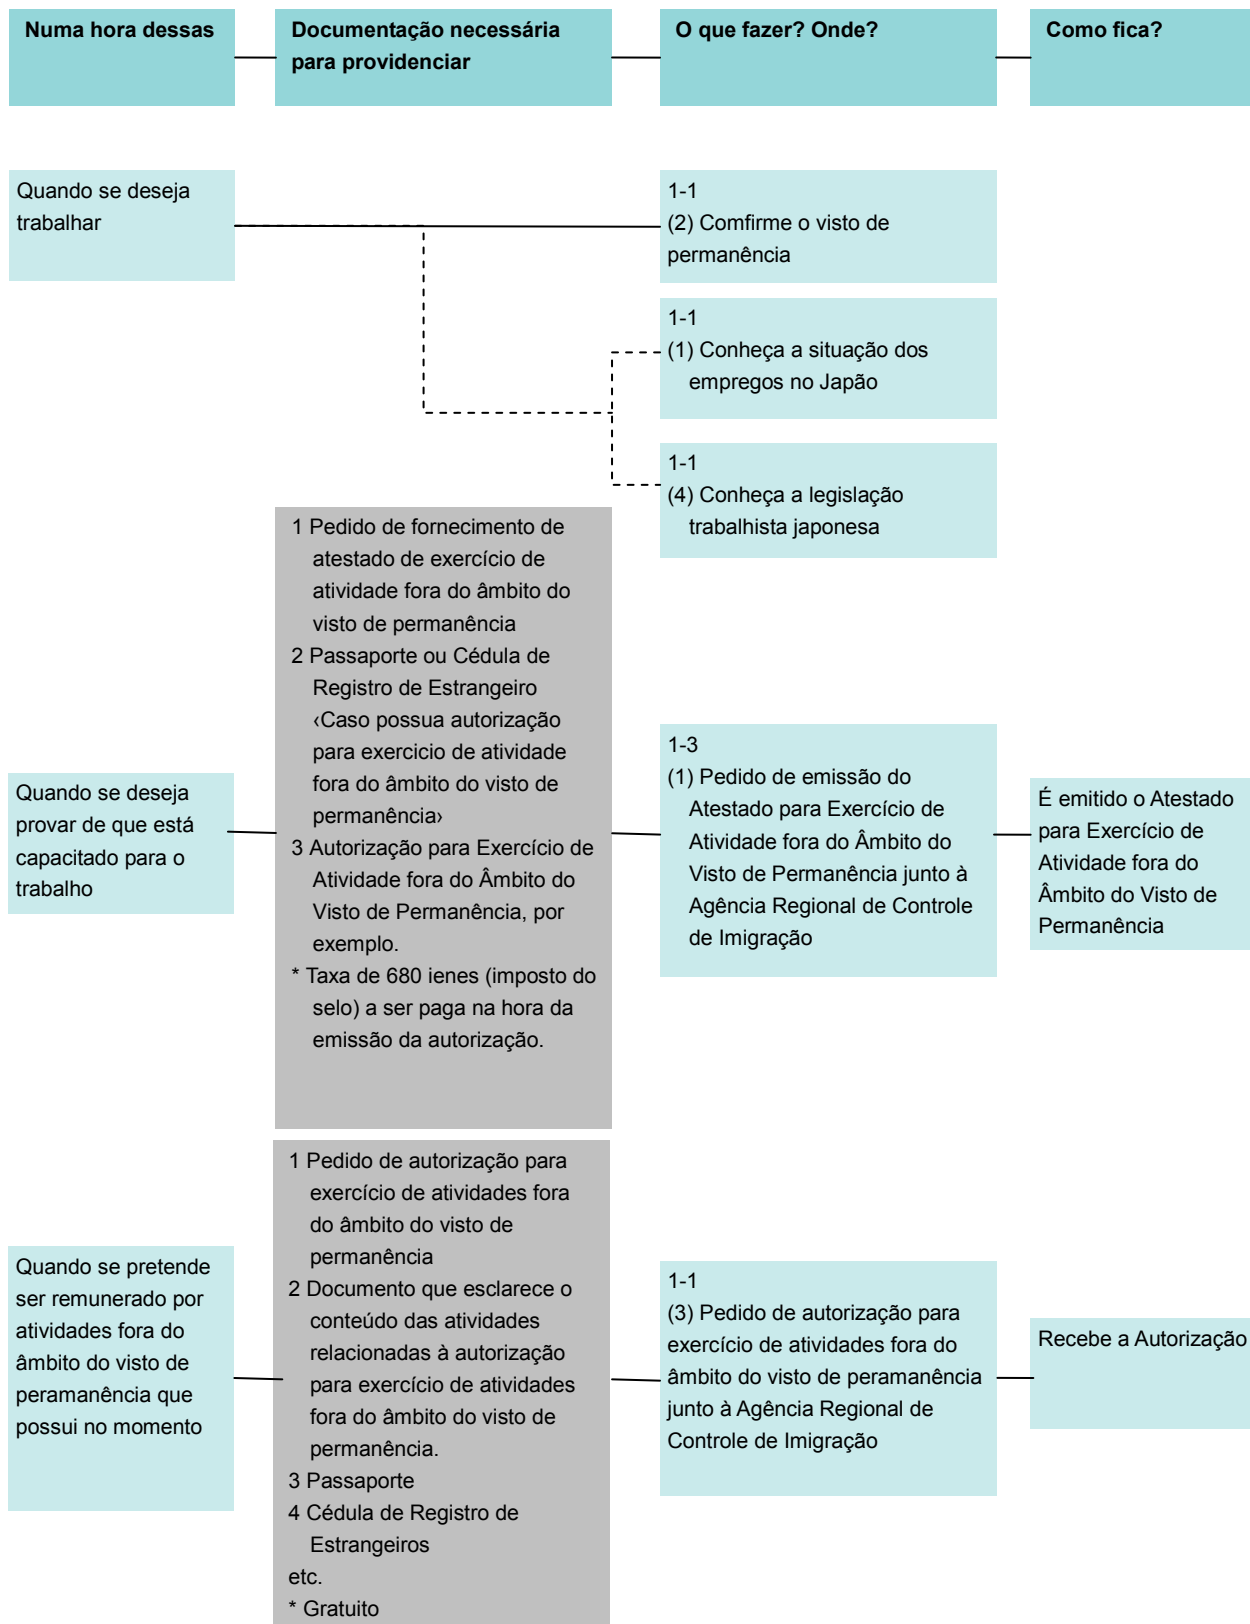 Numa hora dessas
Documentação necessária
para providenciar
O que fazer? Onde?
Como fica?
Quando se deseja
trabalhar
1-1
(2) Comfirme o visto de
permanência
1-1
(1) Conheça a situação dos
empregos no Japão
1-1
(4) Conheça a legislação
trabalhista japonesa
Quando se deseja
provar de que está
capacitado para o
trabalho
1 Pedido de fornecimento de
atestado de exercício de
atividade fora do âmbito do
visto de permanência
2 Passaporte ou Cédula de
Registro de Estrangeiro
‹Caso possua autorização
para exercicio de atividade
fora do âmbito do visto de
permanência›
3 Autorização para Exercício de
Atividade fora do Âmbito do
Visto de Permanência, por
exemplo.
* Taxa de 680 ienes (imposto do
selo) a ser paga na hora da
emissão da autorização.
1-3
(1) Pedido de emissão do
Atestado para Exercício de
Atividade fora do Âmbito do
Visto de Permanência junto à
Agência Regional de Controle
de Imigração
É emitido o Atestado
para Exercício de
Atividade fora do
Âmbito do Visto de
Permanência
Quando se pretende
ser remunerado por
atividades fora do
âmbito do visto de
peramanência que
possui no momento
1 Pedido de autorização para
exercício de atividades fora
do âmbito do visto de
permanência
2 Documento que esclarece o
conteúdo das atividades
relacionadas à autorização
para exercício de atividades
fora do âmbito do visto de
permanência.
3 Passaporte
4 Cédula de Registro de
Estrangeiros
etc.
* Gratuito
1-1
(3) Pedido de autorização para
exercício de atividades fora do
âmbito do visto de peramanência
junto à Agência Regional de
Controle de Imigração
Recebe a Autorização